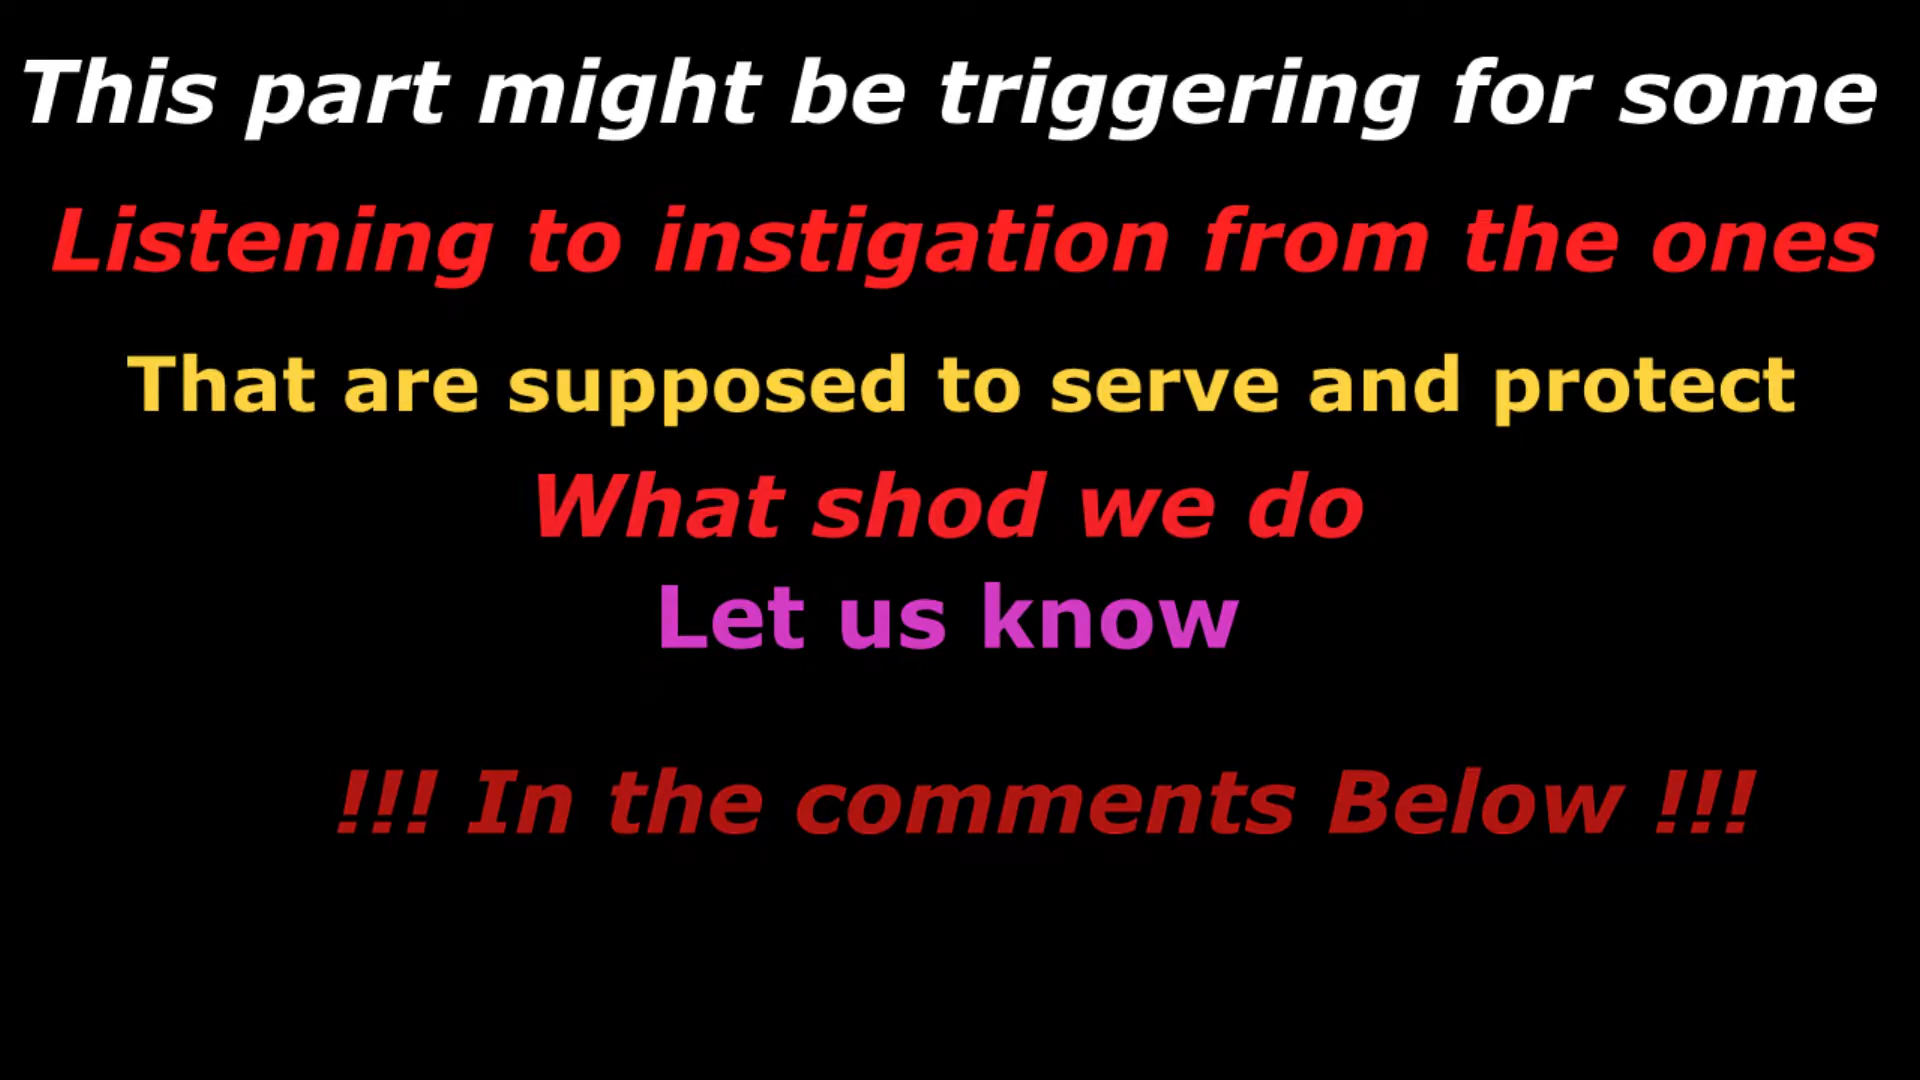 This part might be triggering for some
Listening to instigation from the ones
That are supposed to serve and protect
What shod we do
Let us know
!!! In the comments Below !!!